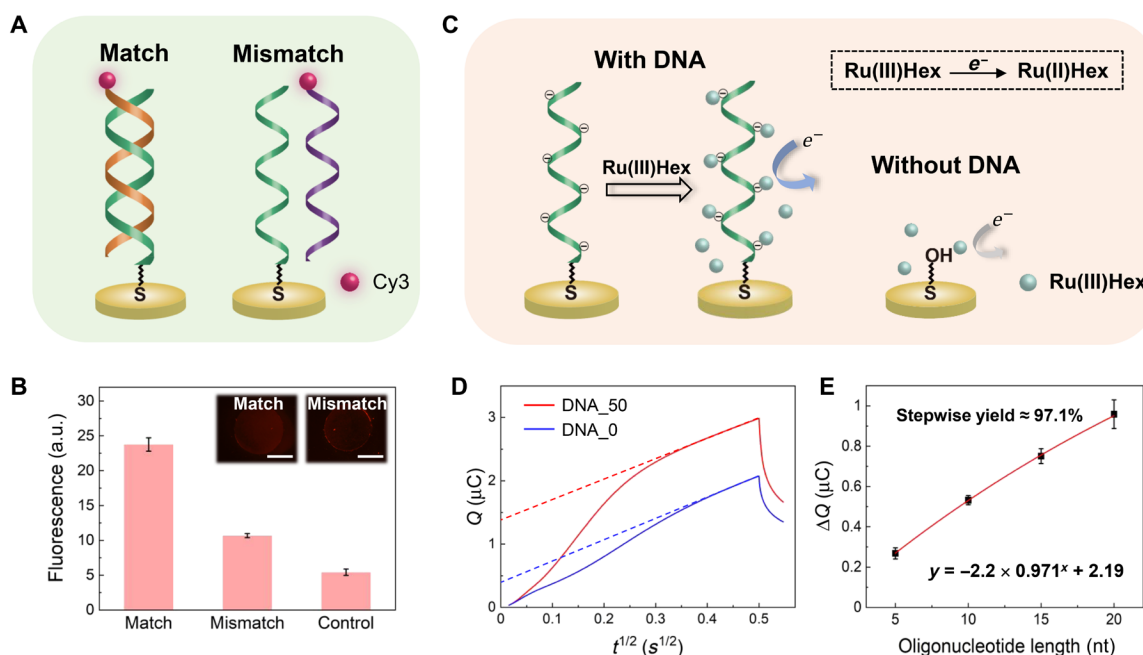 A
Match
Mismatch
S
S
Cy3
C
With DNA
Ru(III)Hex e⁻ Ru(II)Hex
Ru(III)Hex
e⁻
Without DNA
e⁻
OH
S
S
S
Ru(III)Hex
B
Fluorescence (a.u.)
30
25
20
15
10
5
0
Match
Mismatch
Match Mismatch Control
D
DNA_50
DNA_0
Q (μC)
3
2
1
0
0 0.1 0.2 0.3 0.4 0.5
t^1/2 (s^1/2)
E
Stepwise yield ≈ 97.1%
ΔQ (μC)
1
0.8
0.6
0.4
0.2
0
y = −2.2 × 0.971^x + 2.19
5 10 15 20
Oligonucleotide length (nt)